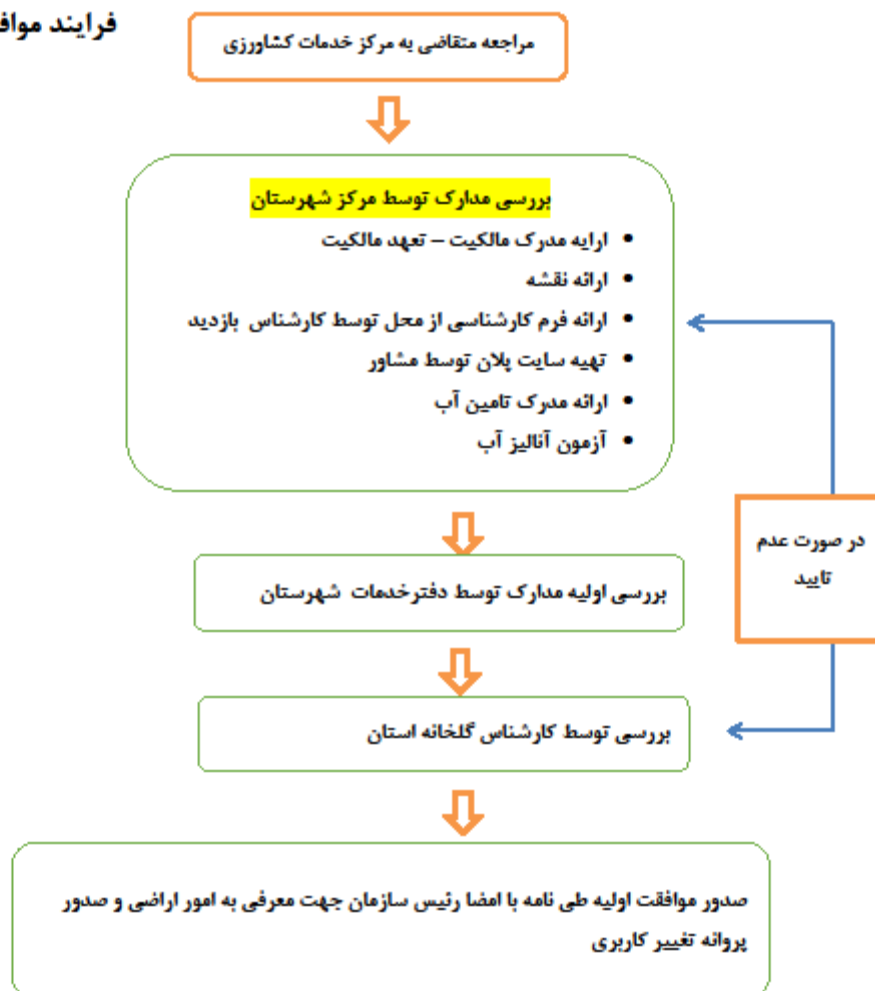 فرایند
مراجعه متقاضی به مرکز خدمات کشاورزی
بررسی مدارک توسط مرکز شهرستان
• ارایه مدرک مالکیت – تعهد مالکیت
• ارائه نقشه
• ارائه فرم کارشناسی از محل توسط کارشناس بازدید
• تهیه سایت پلان توسط مشاور
• ارائه مدرک تامین آب
• آزمون آنالیز آب
در صورت عدم
تایید
بررسی اولیه مدارک توسط دفترخدمات شهرستان
بررسی توسط کارشناس گلخانه استان
صدور موافقت اولیه طی نامه با امضا رئیس سازمان جهت معرفی به امور اراضی و صدور
پروانه تغییر کاربری